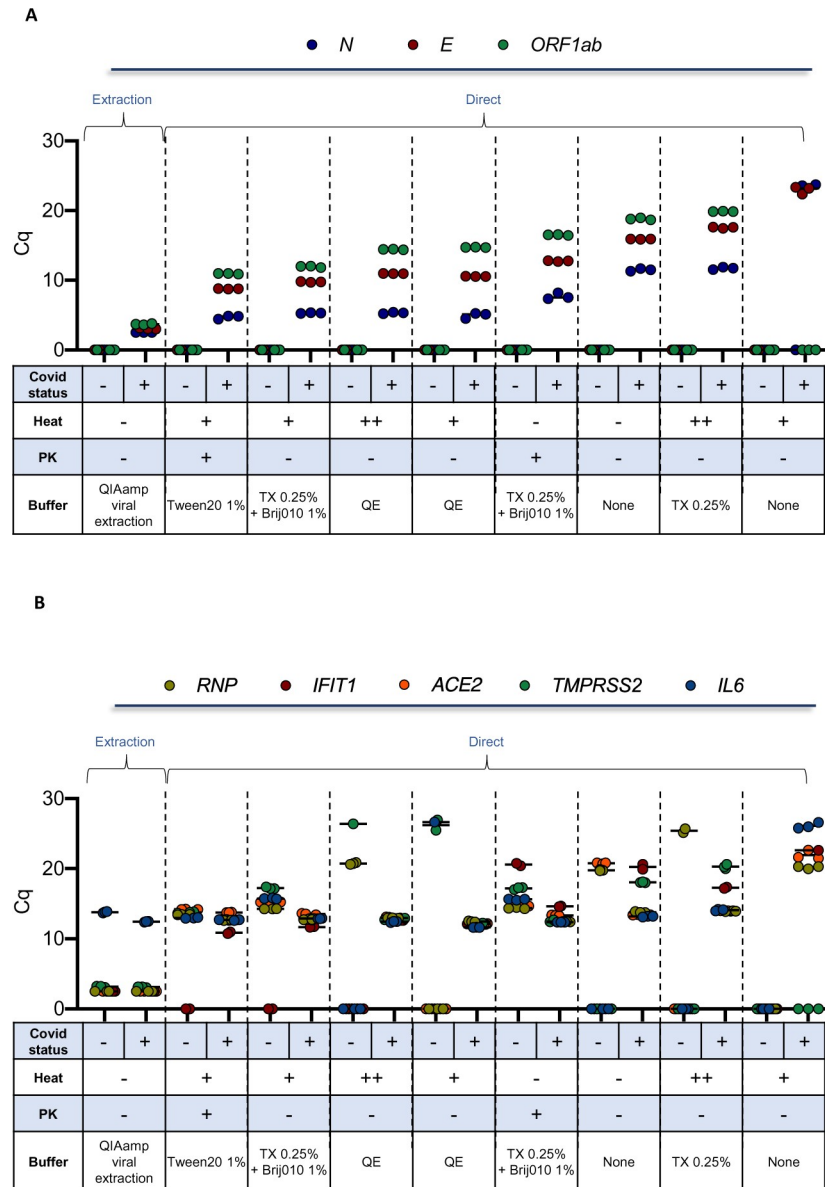 A
N E ORF1ab
Extraction Direct
30
20
10
0
Cq
Covid status - + - + - + - + - + - + - + - + - +
Heat - + + ++ + - - ++ +
PK - + - - - + - - -
Buffer QIAamp viral extraction Tween20 1% TX 0.25% + Brij010 1% QE QE TX 0.25% + Brij010 1% None TX 0.25% None
B
RNP IFIT1 ACE2 TMPRSS2 IL6
Extraction Direct
30
20
10
0
Cq
Covid status - + - + - + - + - + - + - + - + - +
Heat - + + ++ + - - ++ +
PK - + - - - + - - -
Buffer QIAamp viral extraction Tween20 1% TX 0.25% + Brij010 1% QE QE TX 0.25% + Brij010 1% None TX 0.25% None